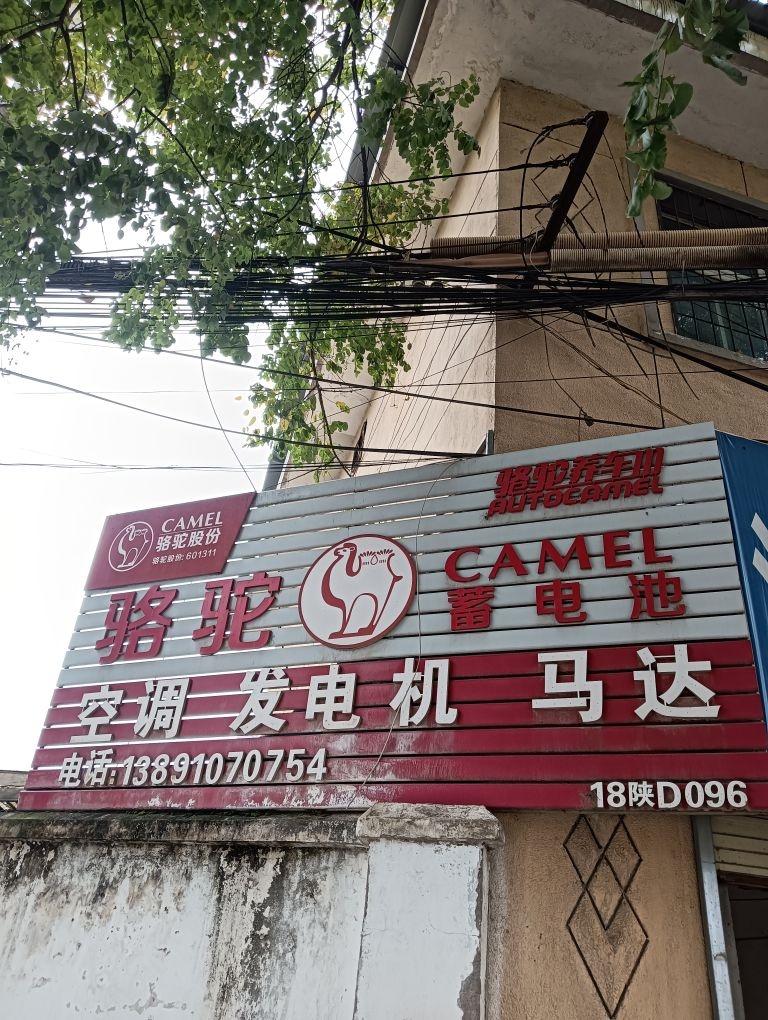 骆驼养车
AUTOCAMEL
CAMEL
骆驼股份
骆驼股份: 601311
骆驼
CAMEL
蓄电池
空调 发电机 马达
电话:13891070754
18陕D096